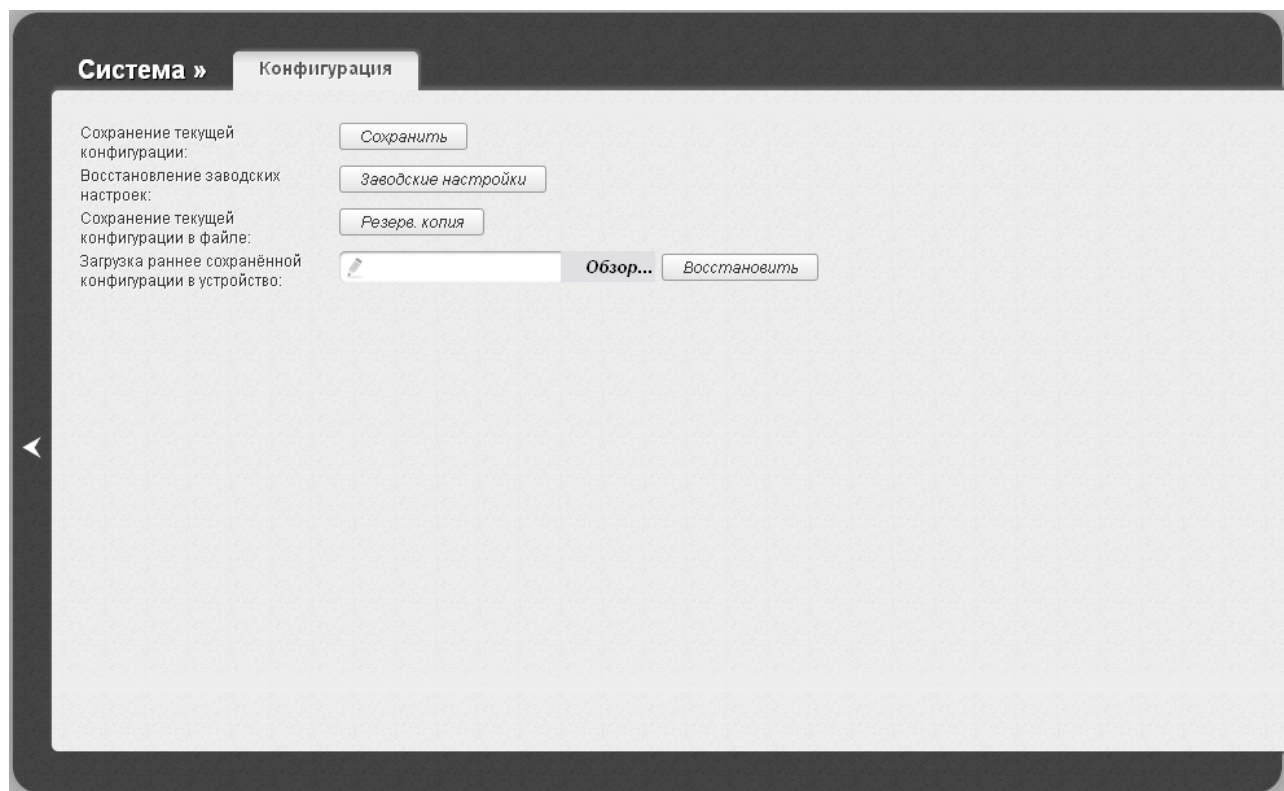 Система »
Конфигурация
Сохранение текущей
конфигурации:
Сохранить
Восстановление заводских
настроек:
Заводские настройки
Сохранение текущей
конфигурации в файле:
Резерв. копия
Загрузка раннее сохранённой
конфигурации в устройство:
Обзор...
Восстановить